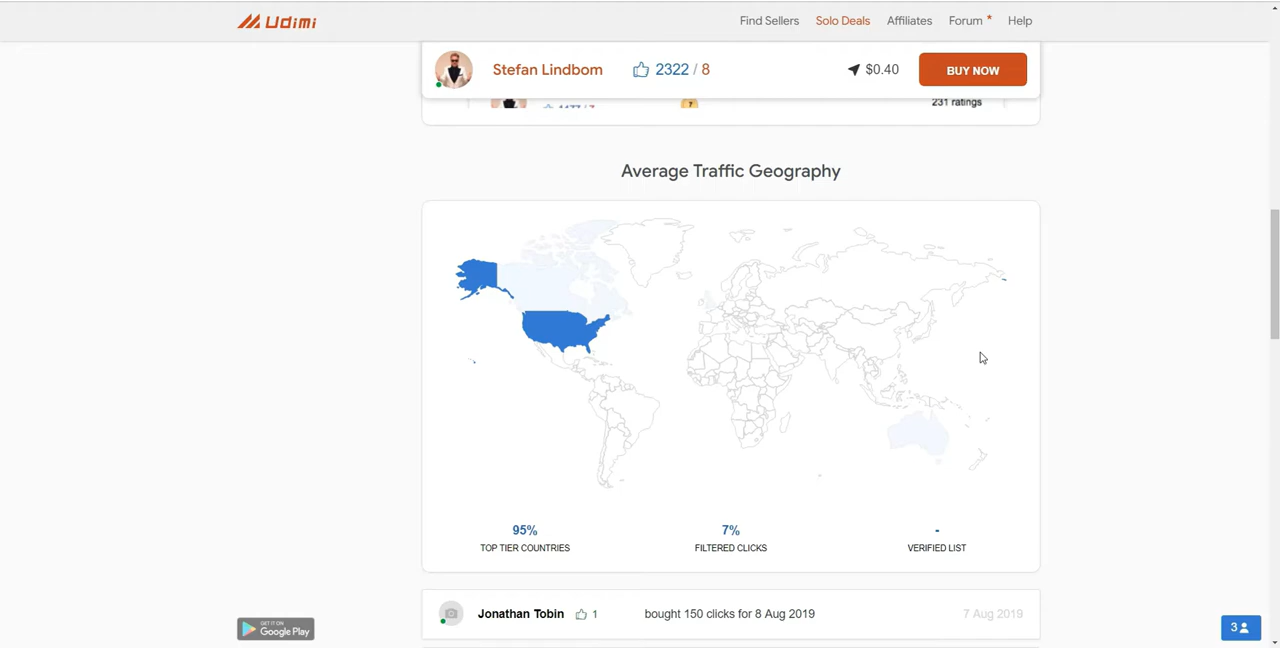 Udimi
Find Sellers Solo Deals Affiliates Forum * Help
Stefan Lindbom 2322 / 8 $0.40 BUY NOW
231 ratings
Average Traffic Geography
95% 7% -
TOP TIER COUNTRIES FILTERED CLICKS VERIFIED LIST
Jonathan Tobin 1 bought 150 clicks for 8 Aug 2019 7 Aug 2019
GET IT ON
Google Play
3